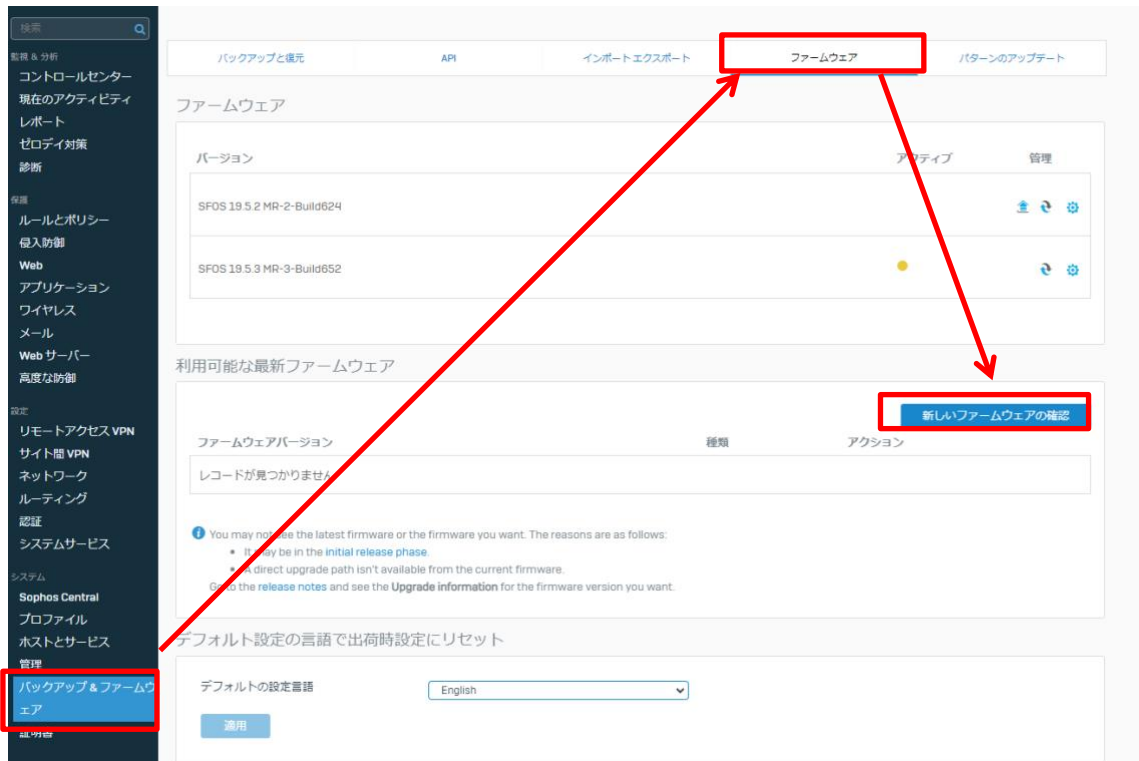 検索
監視 & 分析
コントロールセンター
現在のアクティビティ
レポート
ゼロデイ対策
診断
保護
ルールとポリシー
侵入防御
Web
アプリケーション
ワイヤレス
メール
Web サーバー
高度な防御
設定
リモートアクセス VPN
サイト間 VPN
ネットワーク
ルーティング
認証
システムサービス
システム
Sophos Central
プロファイル
ホストとサービス
管理
バックアップ & ファームウ
ェア
証明書
バックアップと復元 API インポート エクスポート ファームウェア パターンのアップデート
ファームウェア
バージョン アクティブ 管理
SFOS 19.5.2 MR-2-Build624
SFOS 19.5.3 MR-3-Build652
利用可能な最新ファームウェア
新しいファームウェアの確認
ファームウェアバージョン 種類 アクション
レコードが見つかりません
You may not see the latest firmware or the firmware you want. The reasons are as follows:
It may be in the initial release phase.
A direct upgrade path isn't available from the current firmware.
Go to the release notes and see the Upgrade information for the firmware version you want.
デフォルト設定の言語で出荷時設定にリセット
デフォルトの設定言語 English
適用